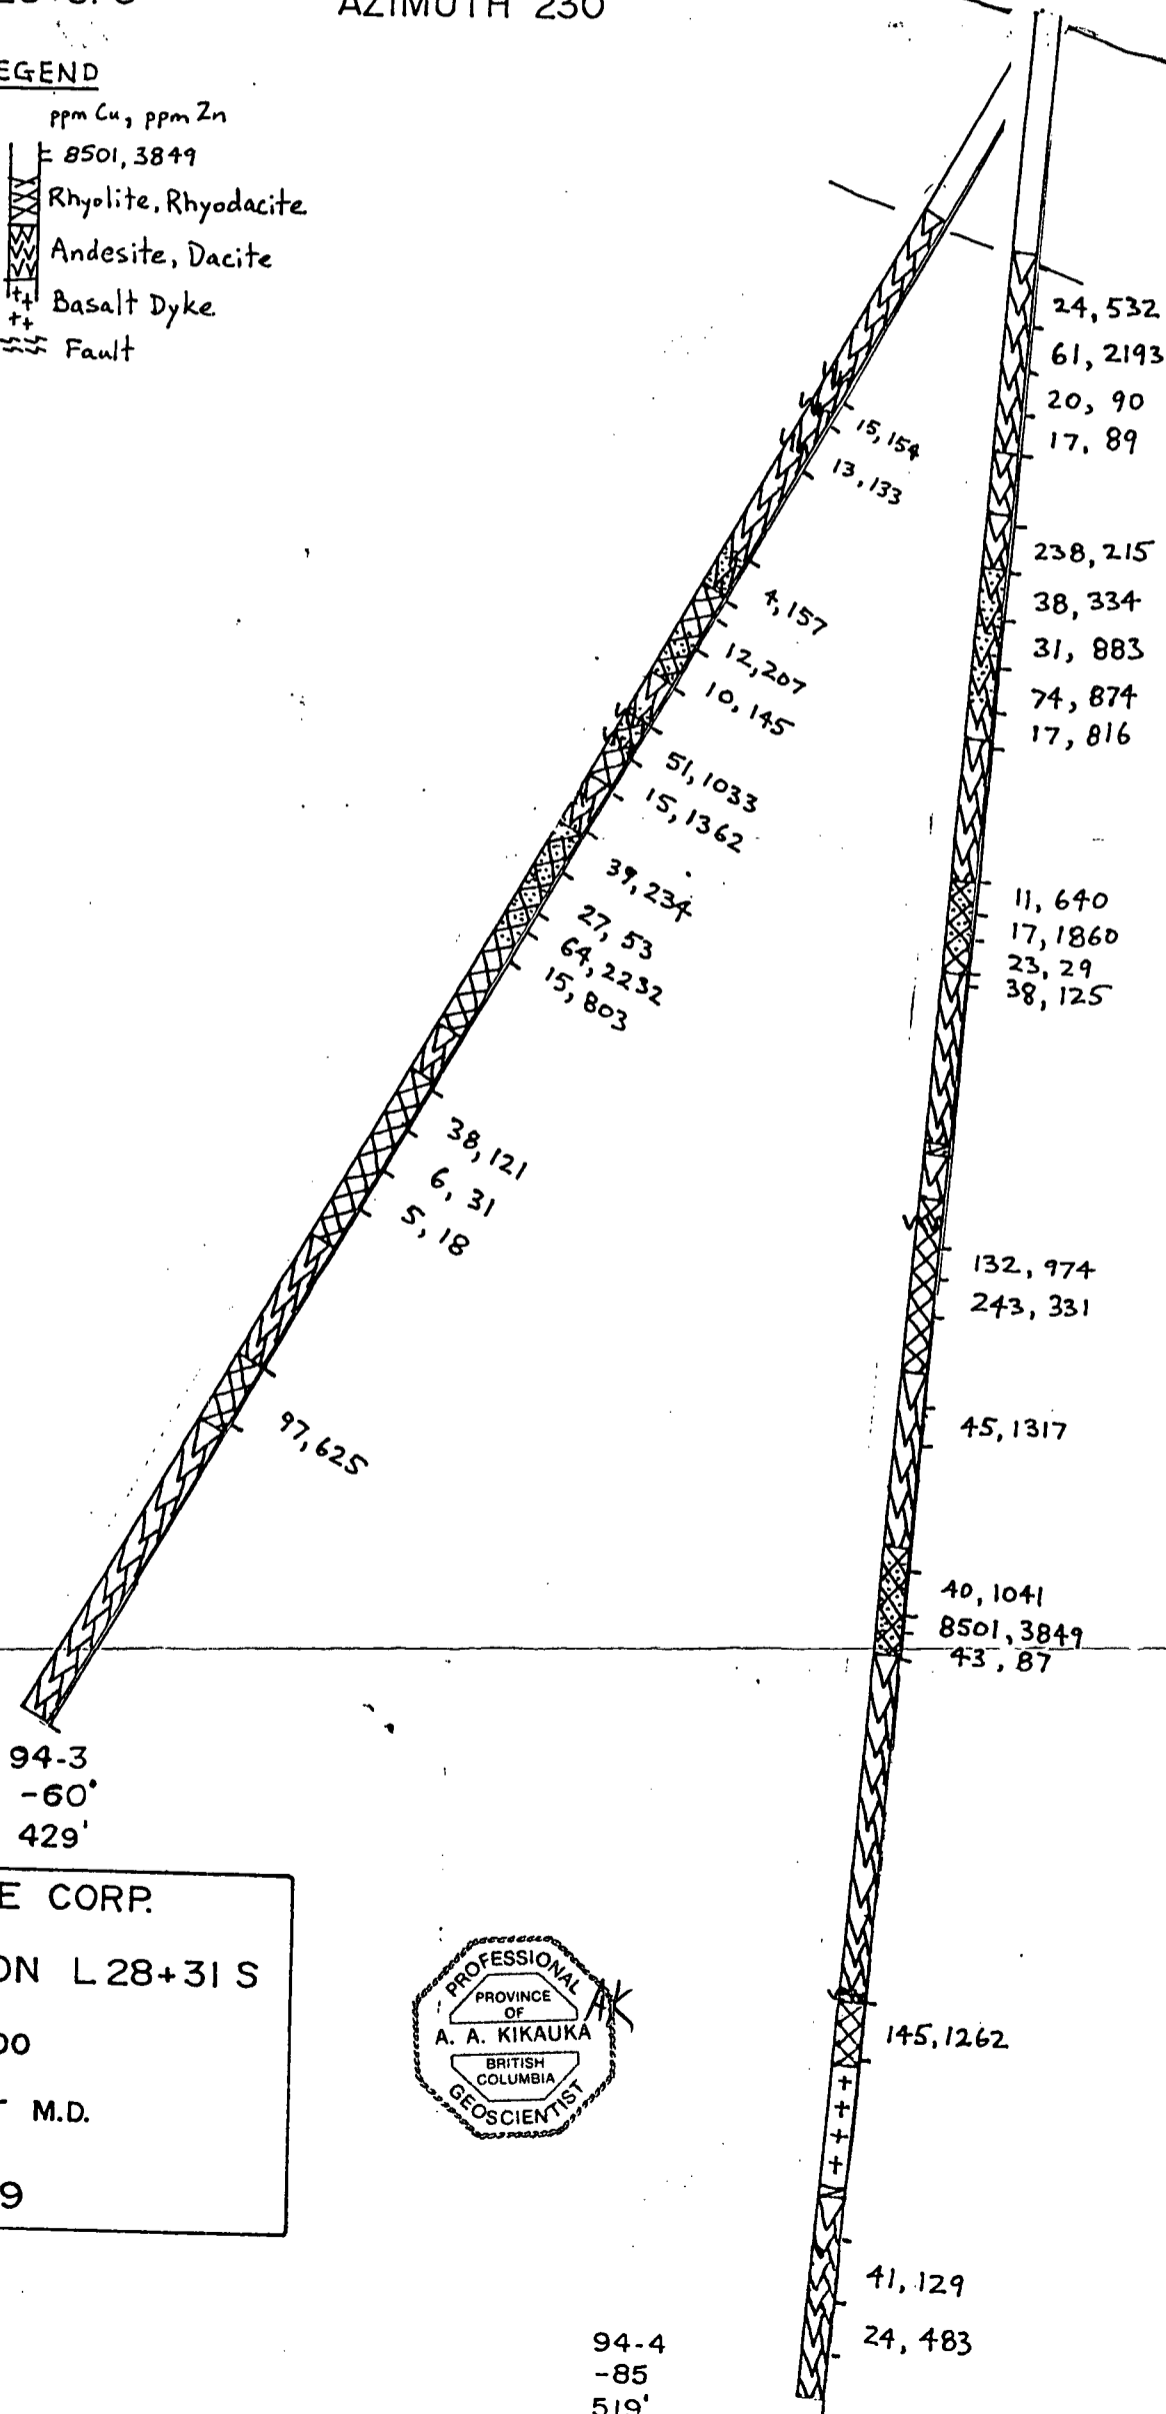 AZIMUTH 230
EGEND
ppm Cu, ppm Zn
8501, 3849
Rhyolite, Rhyodacite
Andesite, Dacite
Basalt Dyke
Fault
15,154
13,133
4,157
12,207
10,145
51,1033
15,1362
39,234
27, 53
64,2232
15, 803
38,121
6, 31
5, 18
97,625
94-3
-60°
429'
24, 532
61, 2193
20, 90
17. 89
238, 215
38, 334
31, 883
74, 874
17, 816
11, 640
17,1860
23, 29
38, 125
132, 974
243, 331
45,1317
40,1041
8501, 3849
43, 87
145,1262
41,129
24, 483
94-4
-85
519'
E CORP.
ON L 28+31 S
00
M.D.
9
PROFESSIONAL
PROVINCE
OF
A. A. KIKAUKA
BRITISH
COLUMBIA
GEOSCIENTIST
AK